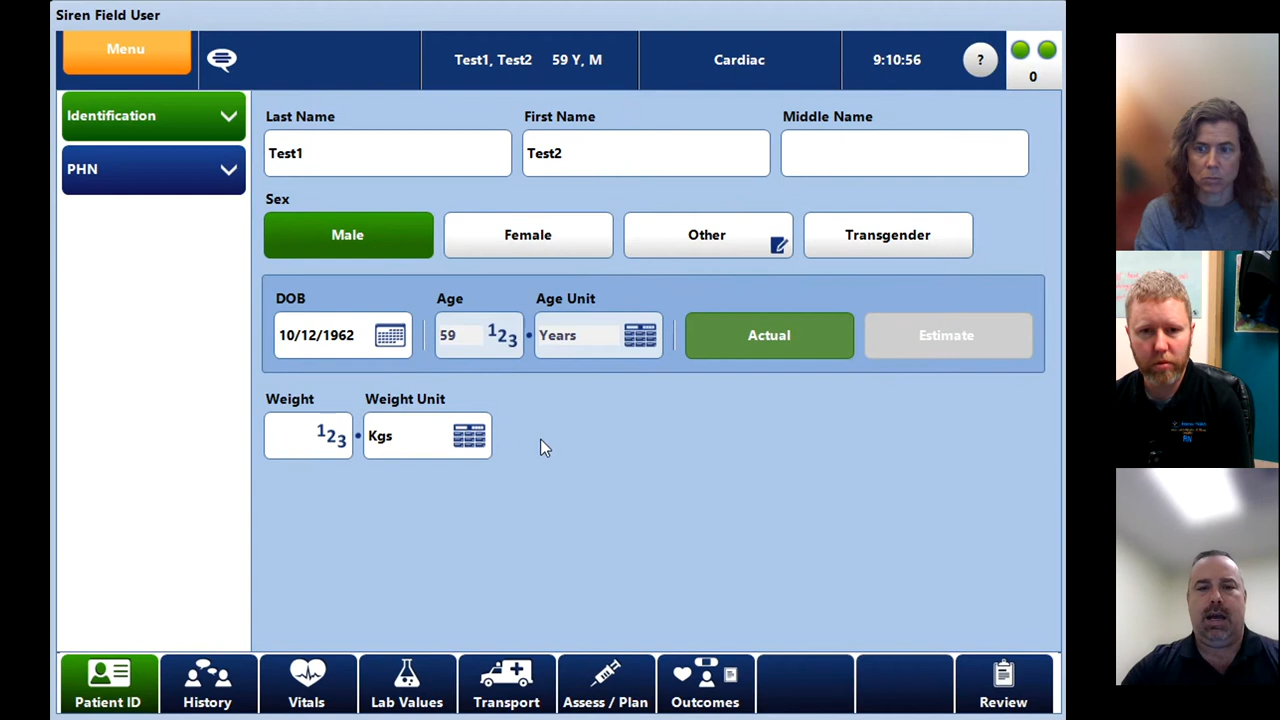 Siren Field User
Menu
Test1, Test2 59 Y, M
Cardiac
9:10:56
?
0
Identification
PHN
Last Name
First Name
Middle Name
Test1
Test2
Sex
Male
Female
Other
Transgender
DOB
Age
Age Unit
10/12/1962
59
123
Years
Actual
Estimate
Weight
Weight Unit
123
Kgs
RN
Patient ID
History
Vitals
Lab Values
Transport
Assess / Plan
Outcomes
Review